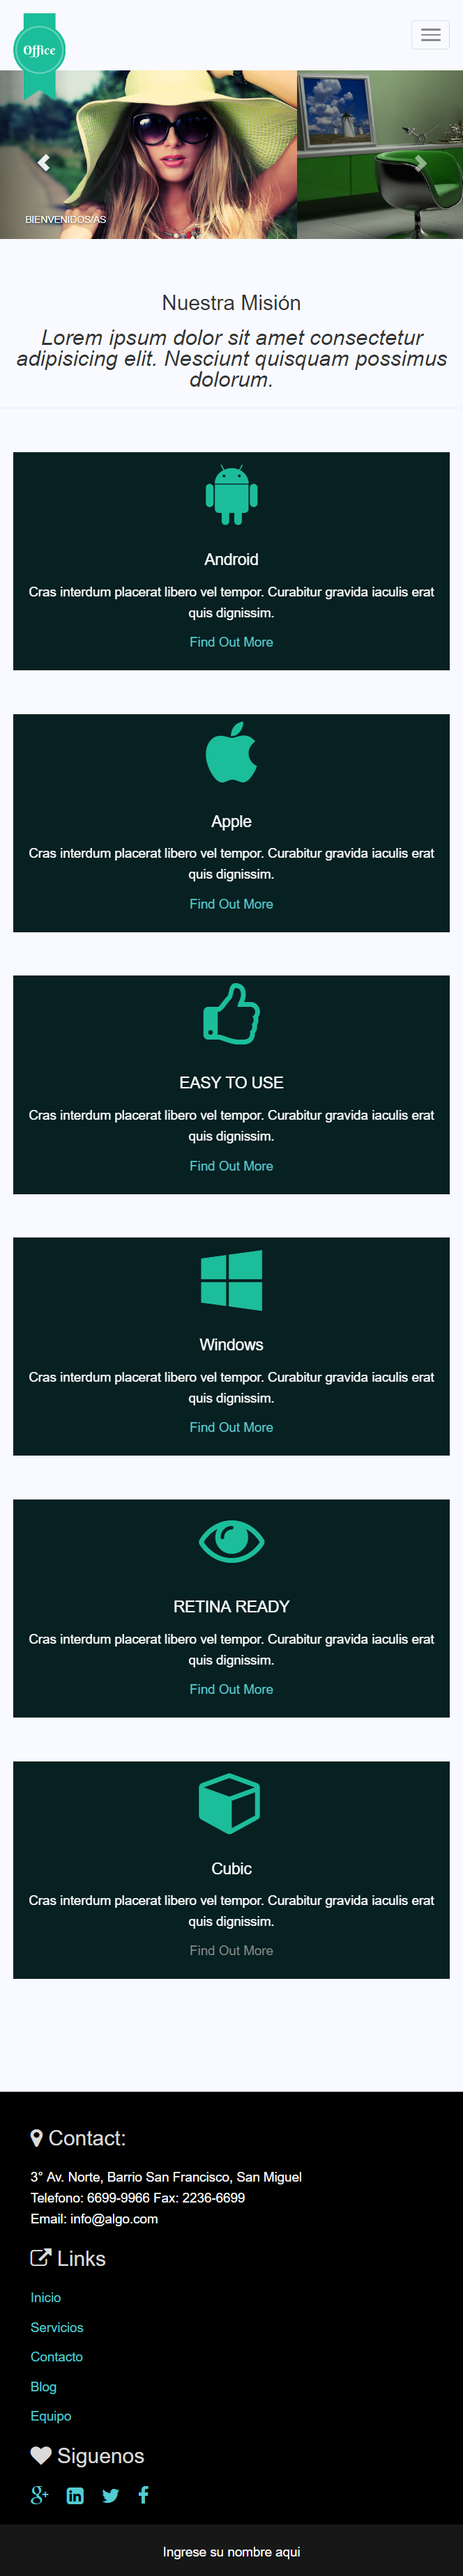 Office
BIENVENIDOS/AS
Nuestra Misión
Lorem ipsum dolor sit amet consectetur
adipisicing elit. Nesciunt quisquam possimus
dolorum.
Android
Cras interdum placerat libero vel tempor. Curabitur gravida iaculis erat
quis dignissim.
Find Out More
Apple
Cras interdum placerat libero vel tempor. Curabitur gravida iaculis erat
quis dignissim.
Find Out More
EASY TO USE
Cras interdum placerat libero vel tempor. Curabitur gravida iaculis erat
quis dignissim.
Find Out More
Windows
Cras interdum placerat libero vel tempor. Curabitur gravida iaculis erat
quis dignissim.
Find Out More
RETINA READY
Cras interdum placerat libero vel tempor. Curabitur gravida iaculis erat
quis dignissim.
Find Out More
Cubic
Cras interdum placerat libero vel tempor. Curabitur gravida iaculis erat
quis dignissim.
Find Out More
Contact:
3° Av. Norte, Barrio San Francisco, San Miguel
Telefono: 6699-9966 Fax: 2236-6699
Email: info@algo.com
Links
Inicio
Servicios
Contacto
Blog
Equipo
Siguenos
Ingrese su nombre aqui